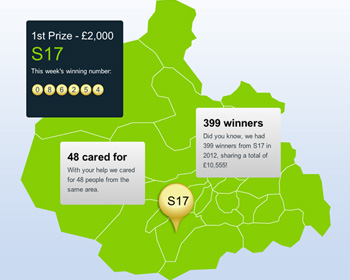 1st Prize - £2,000
S17
This week's winning number:
0 8 6 2 5 4
399 winners
Did you know, we had
399 winners from S17 in
2012, sharing a total of
£10,555!
48 cared for
With your help we cared
for 48 people from the
same area.
S17